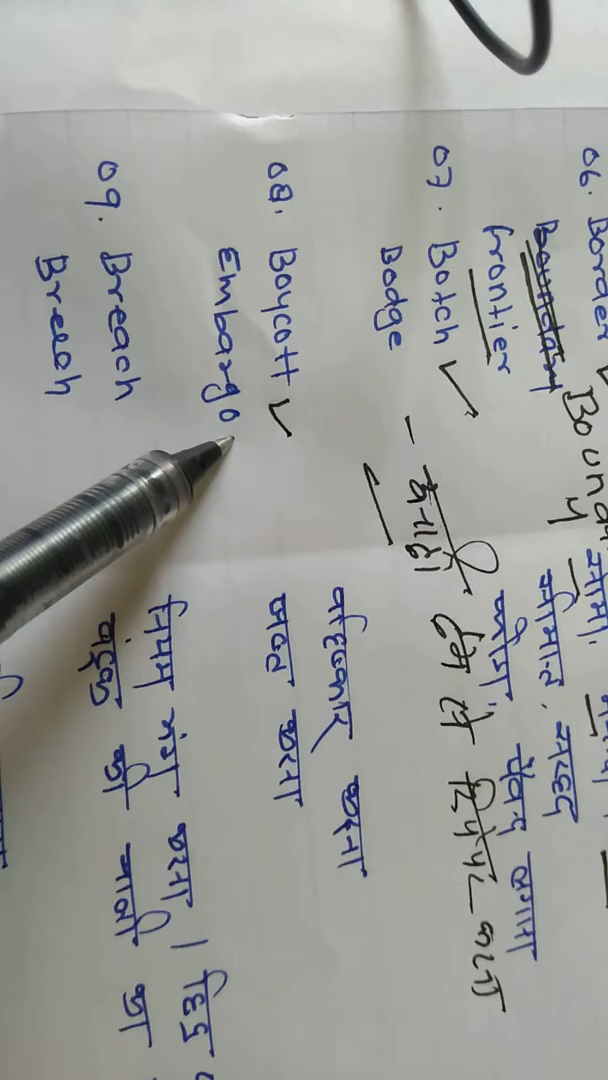 06. Border
Boundary
सीमा,
frontier
सीमांत, सरहद
07. Botch
जोड़, पैबंद लगाना
Bodge
- बेढंगे ढंग से रिपेयर करना
08. Boycott
बहिष्कार करना
Embargo
जब्त करना
09. Breach
नियम भंग करना /
Breech
बंदूक की नाली का